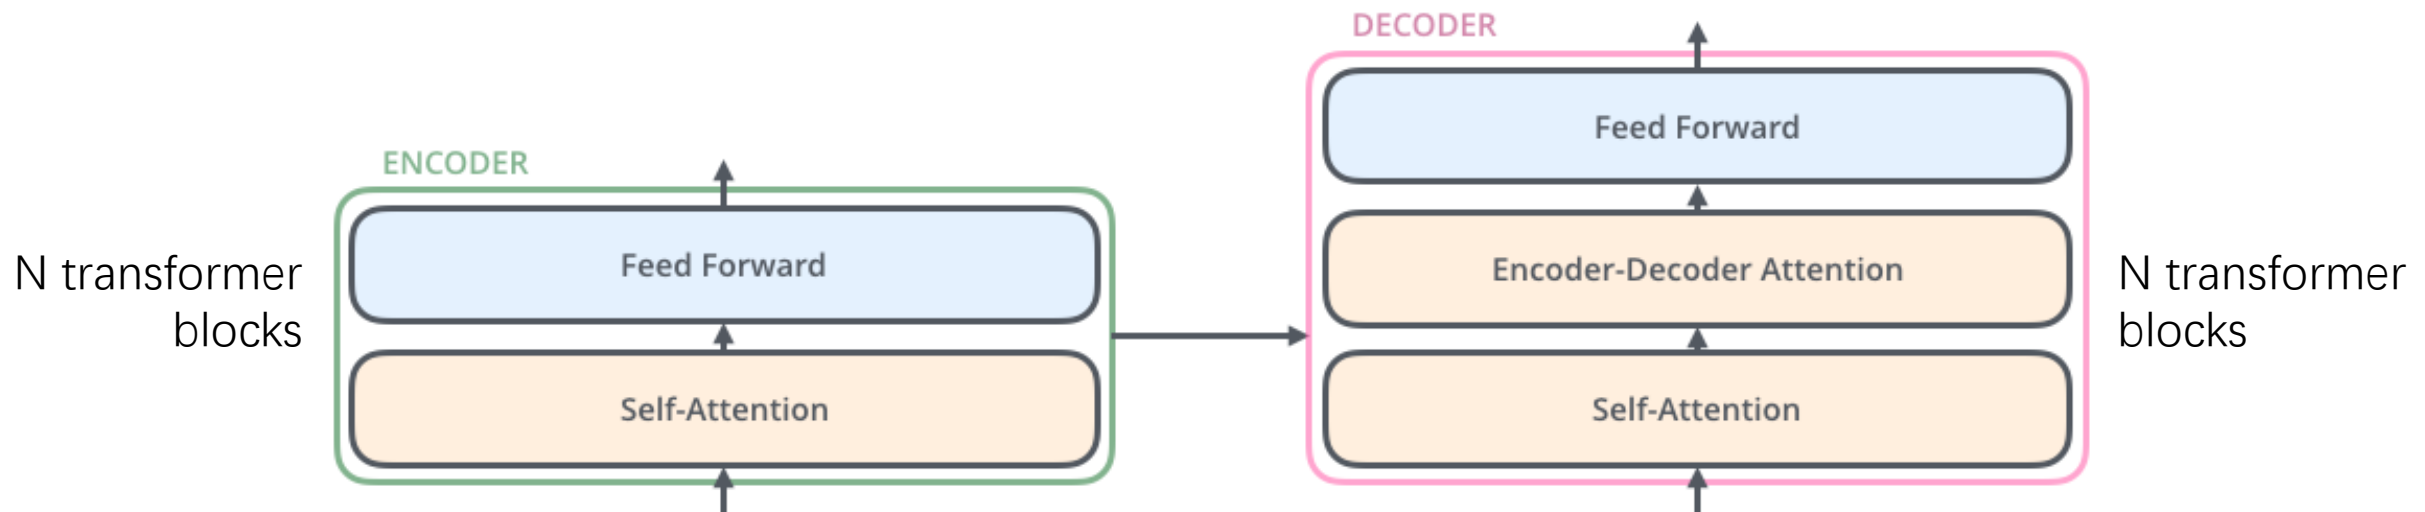 ENCODER
Feed Forward
Self-Attention
N transformer
blocks
DECODER
Feed Forward
Encoder-Decoder Attention
Self-Attention
N transformer
blocks